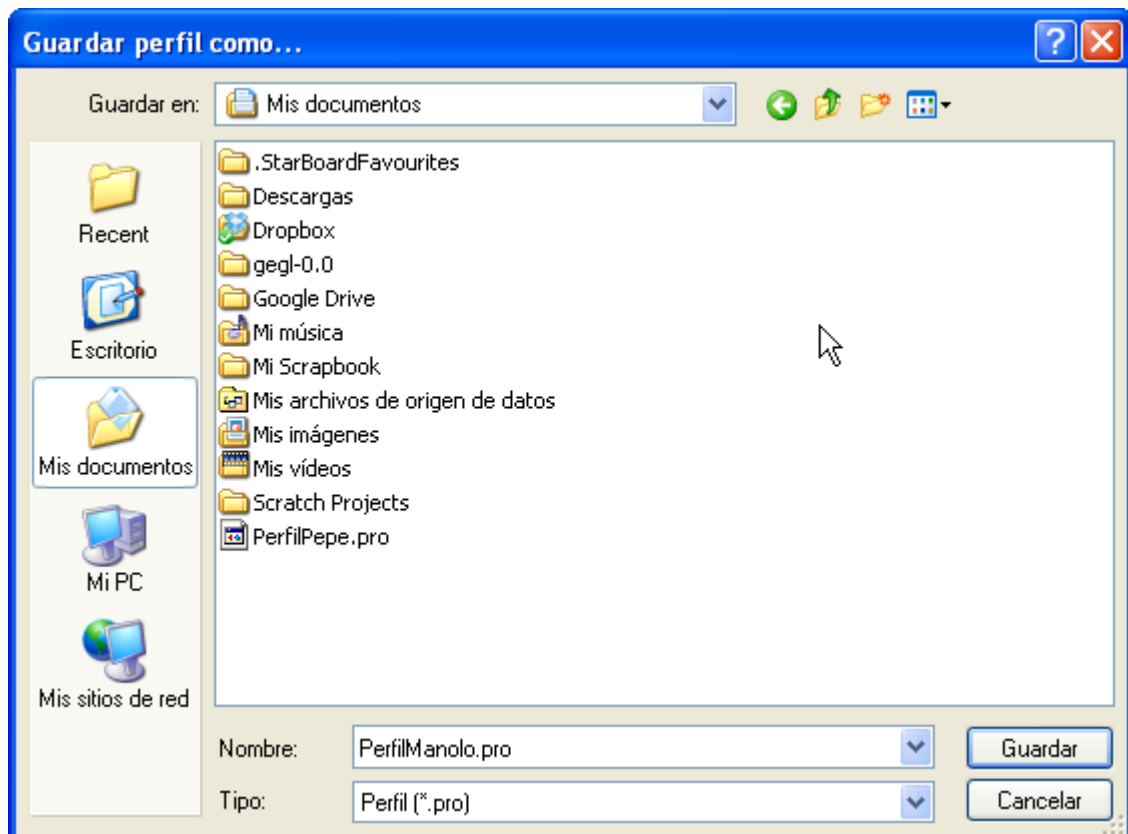 Guardar perfil como...
Guardar en: Mis documentos
Recent
Escritorio
Mis documentos
Mi PC
Mis sitios de red
.StarBoardFavourites
Descargas
Dropbox
gegl-0.0
Google Drive
Mi música
Mi Scrapbook
Mis archivos de origen de datos
Mis imágenes
Mis vídeos
Scratch Projects
PerfilPepe.pro
Nombre: PerfilManolo.pro Guardar
Tipo: Perfil (*.pro) Cancelar